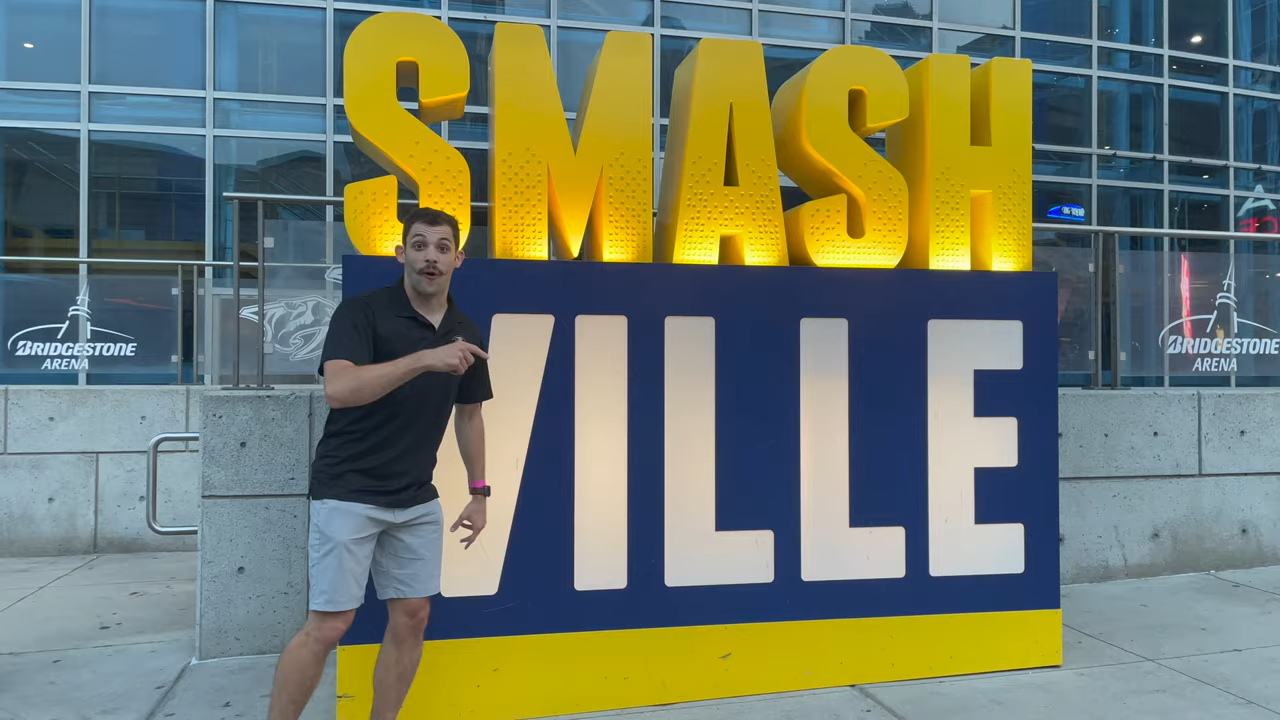 SMASH
VILLE
BRIDGESTONE
ARENA
BRIDGESTONE
ARENA